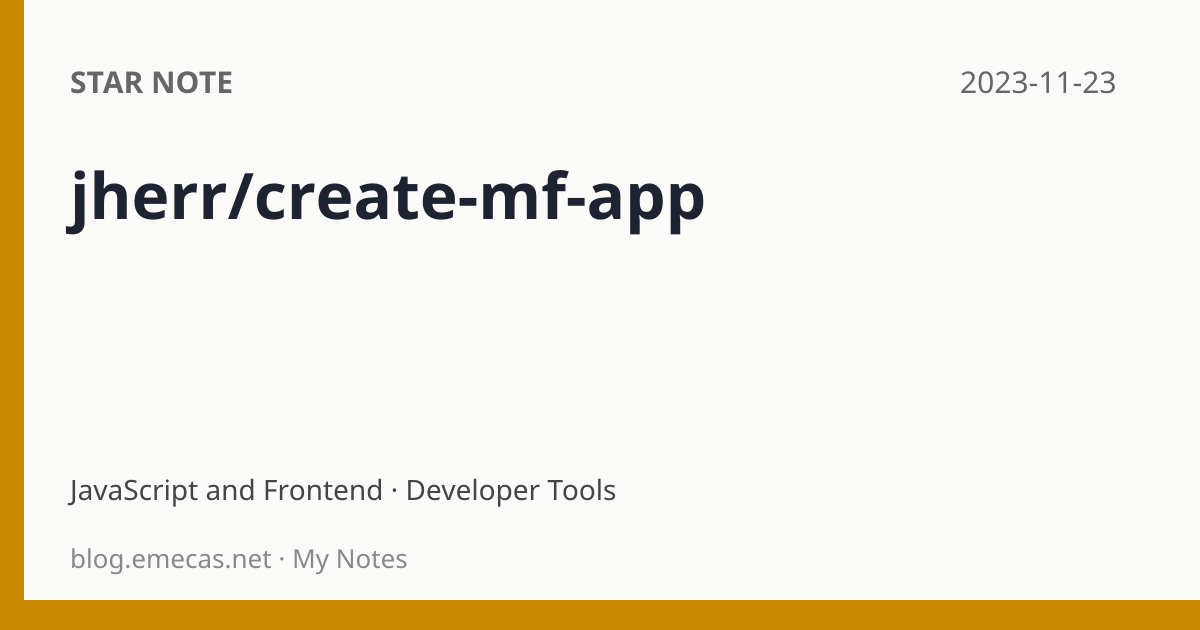 STAR NOTE
2023-11-23
jherr/create-mf-app
JavaScript and Frontend · Developer Tools
blog.emecas.net · My Notes